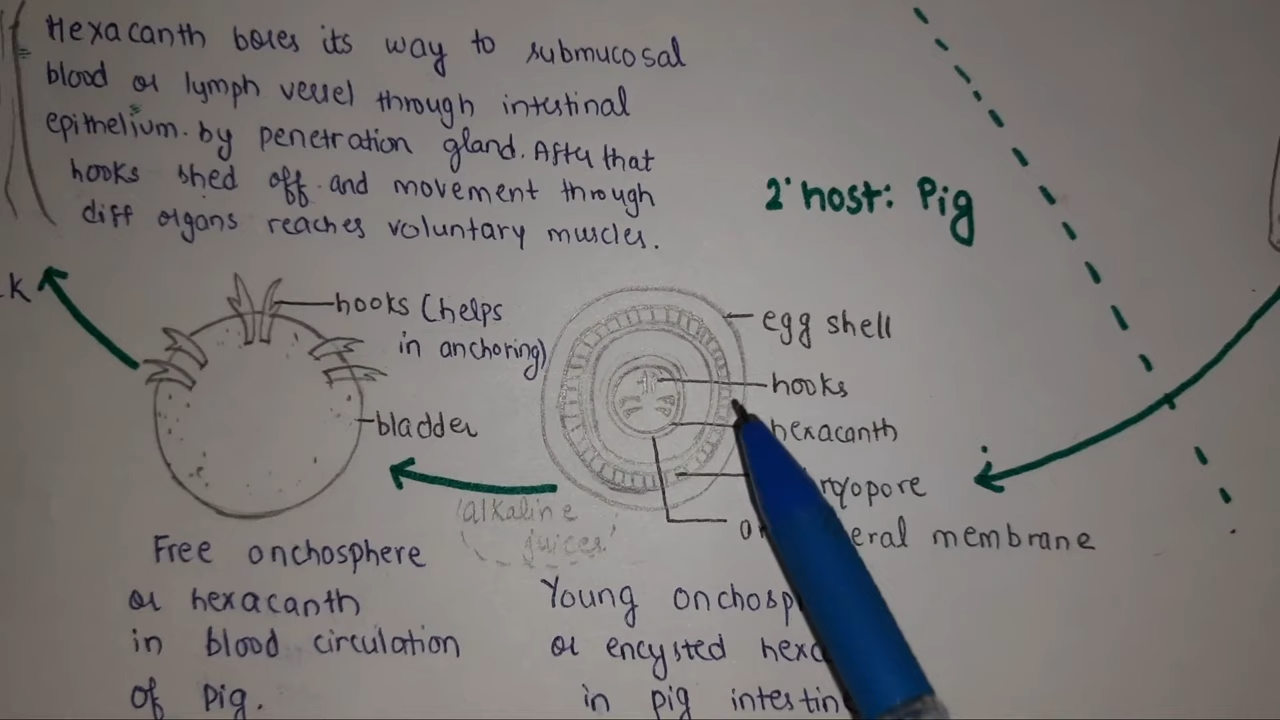 Hexacanth bores its way to submucosal
blood or lymph vessel through intestinal
epithelium. by penetration gland. After that
hooks shed off and movement through
diff organs reaches voluntary muscles.
2° host: Pig
hooks (helps
in anchoring)
bladder
egg shell
hooks
hexacanth
eral membrane
alkaline
juices
Free onchosphere
or hexacanth
in blood circulation
of pig.
Young onchosp
or encysted hexa
in pig intestin